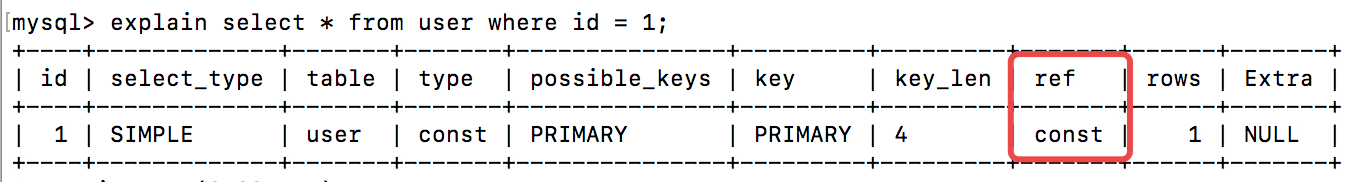 mysql> explain select * from user where id = 1;
+----+-------------+-------+-------+---------------+---------+---------+-------+------+-------+
| id | select_type | table | type | possible_keys | key | key_len | ref | rows | Extra |
+----+-------------+-------+-------+---------------+---------+---------+-------+------+-------+
| 1 | SIMPLE | user | const | PRIMARY | PRIMARY | 4 | const | 1 | NULL |
+----+-------------+-------+-------+---------------+---------+---------+-------+------+-------+